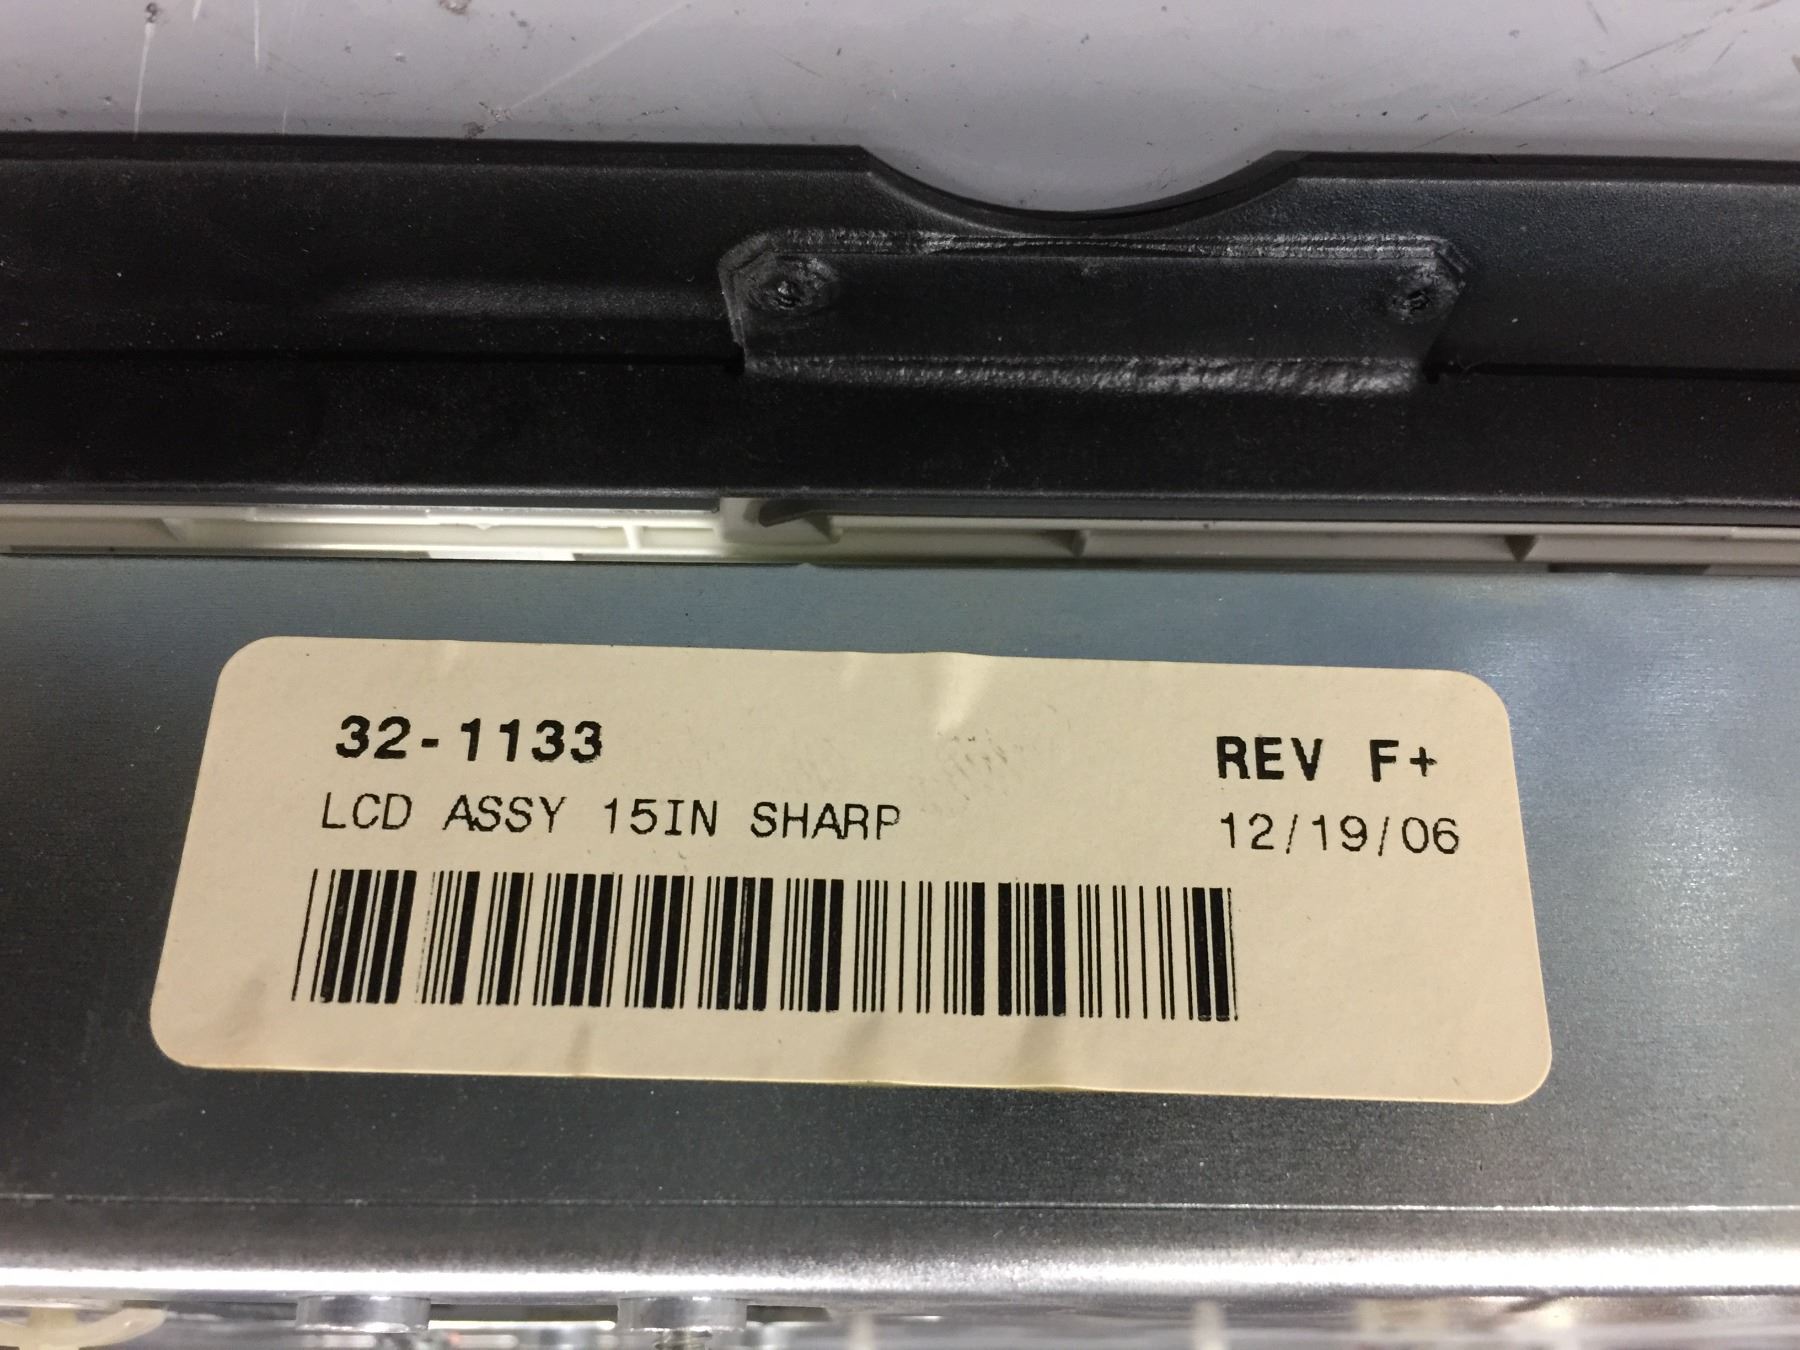 32-1133 REV F+
LCD ASSY 15IN SHARP 12/19/06